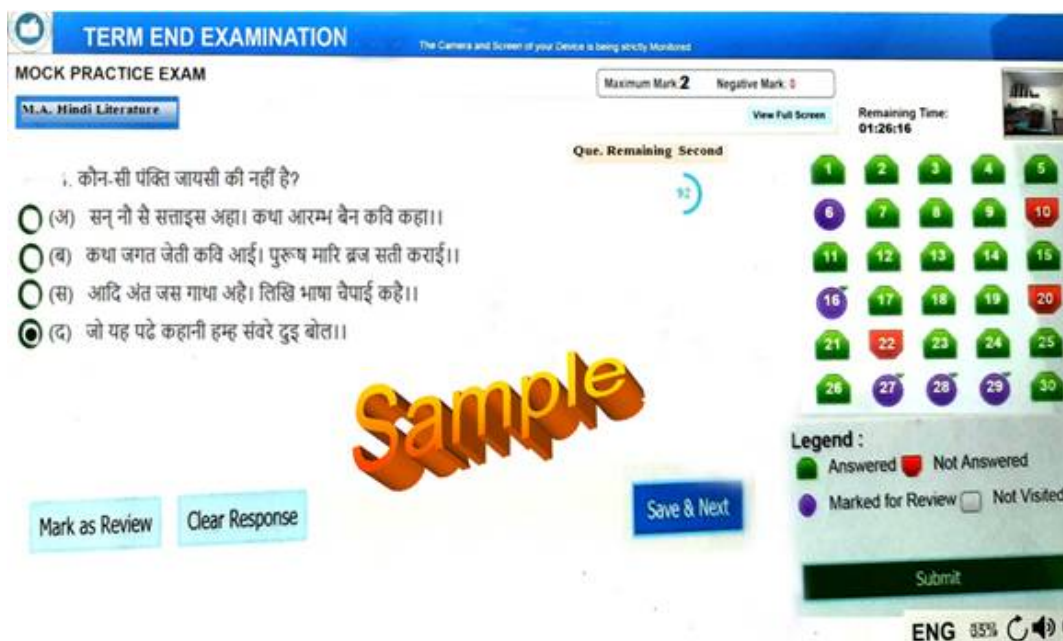 TERM END EXAMINATION
The Camera and Screen of your Device is being strictly Monitored
MOCK PRACTICE EXAM
Maximum Mark 2 Negative Mark: 0
M.A. Hindi Literature
View Full Screen
Remaining Time:
01:26:16
Que. Remaining Second
92
कौन-सी पंक्ति जायसी की नहीं है?
(अ) सन् नौ सै सत्ताइस अहा। कथा आरम्भ बैन कवि कहा।।
(ब) कथा जगत जेती कवि आई। पुरूष मारि ब्रज सती कराई।।
(स) आदि अंत जस गाथा अहै। लिखि भाषा चैपाई कहै।।
(द) जो यह पढे कहानी हम्ह संवरे दुइ बोल।।
1 2 3 4 5
6 7 8 9 10
11 12 13 14 15
16 17 18 19 20
21 22 23 24 25
26 27 28 29 30
Sample
Legend :
Answered Not Answered
Marked for Review Not Visited
Mark as Review Clear Response Save & Next
Submit
ENG